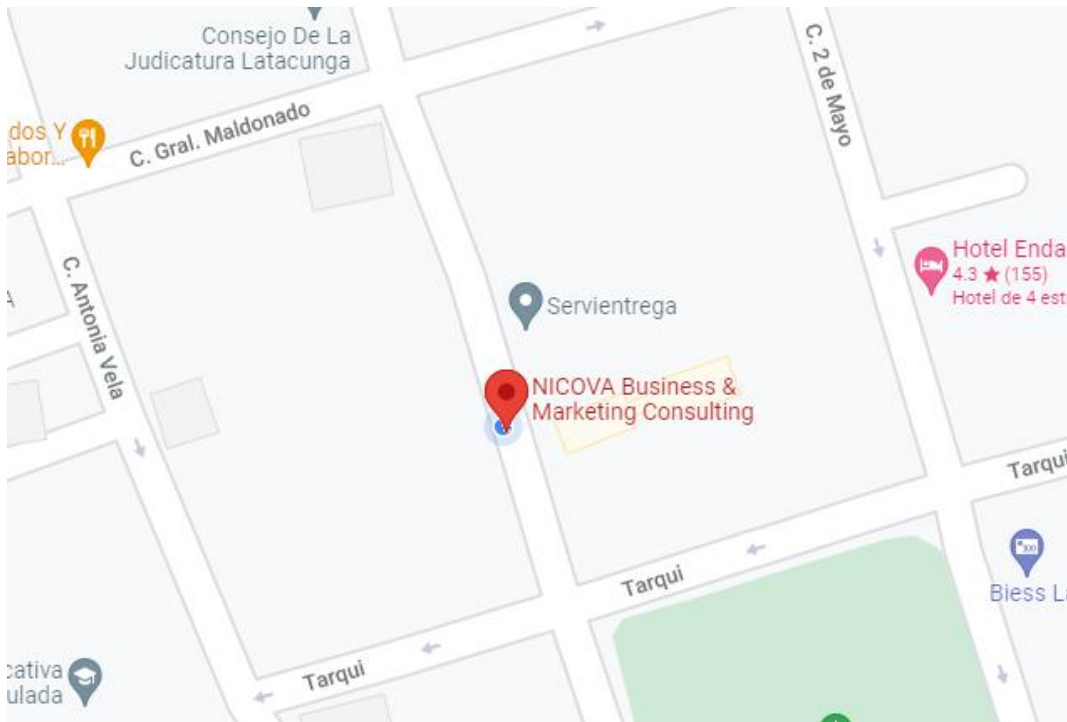 Consejo De La
Judicatura Latacunga
C. 2 de Mayo
dos Y
abor...
C. Gral. Maldonado
Hotel Enda
4.3 ★ (155)
Hotel de 4 est
C. Antonia Vela
A
Servientrega
NICOVA Business &
Marketing Consulting
Tarqui
Tarqui
Biess La
Tarqui
cativa
ulada